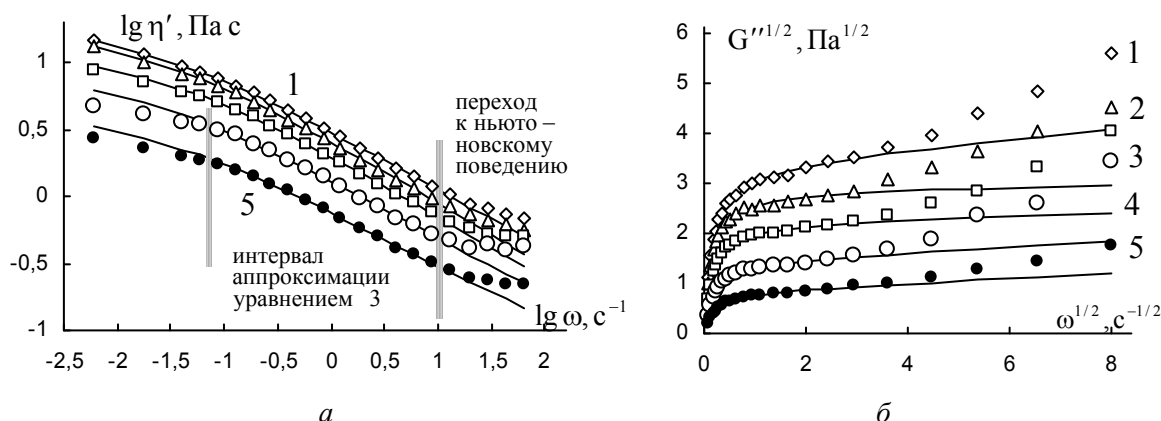 lg η′, Па с
1
0,5
0
-0,5
-1
-2,5 -2 -1,5 -1 -0,5 0 0,5 1 1,5 2
lg ω, с⁻¹
1
5
интервал
аппроксимации
уравнением 3
переход
к ньюто –
новскому
поведению
а
G′′^{1/2}, Па^{1/2}
6
5
4
3
2
1
0
0 2 4 6 8
ω^{1/2}, с^{-1/2}
1
2
3
4
5
б